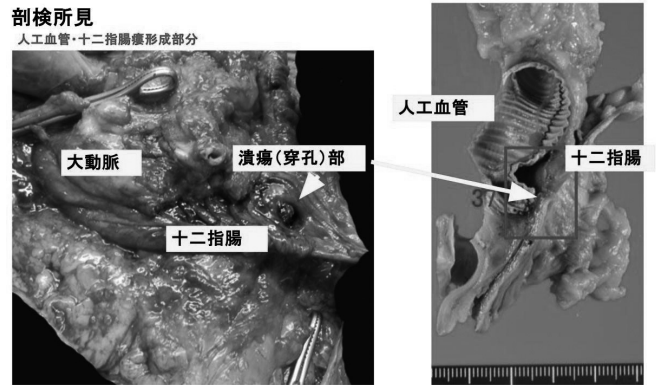 剖検所見
人工血管・十二指腸瘻形成部分
大動脈
潰瘍（穿孔）部
十二指腸
人工血管
十二指腸